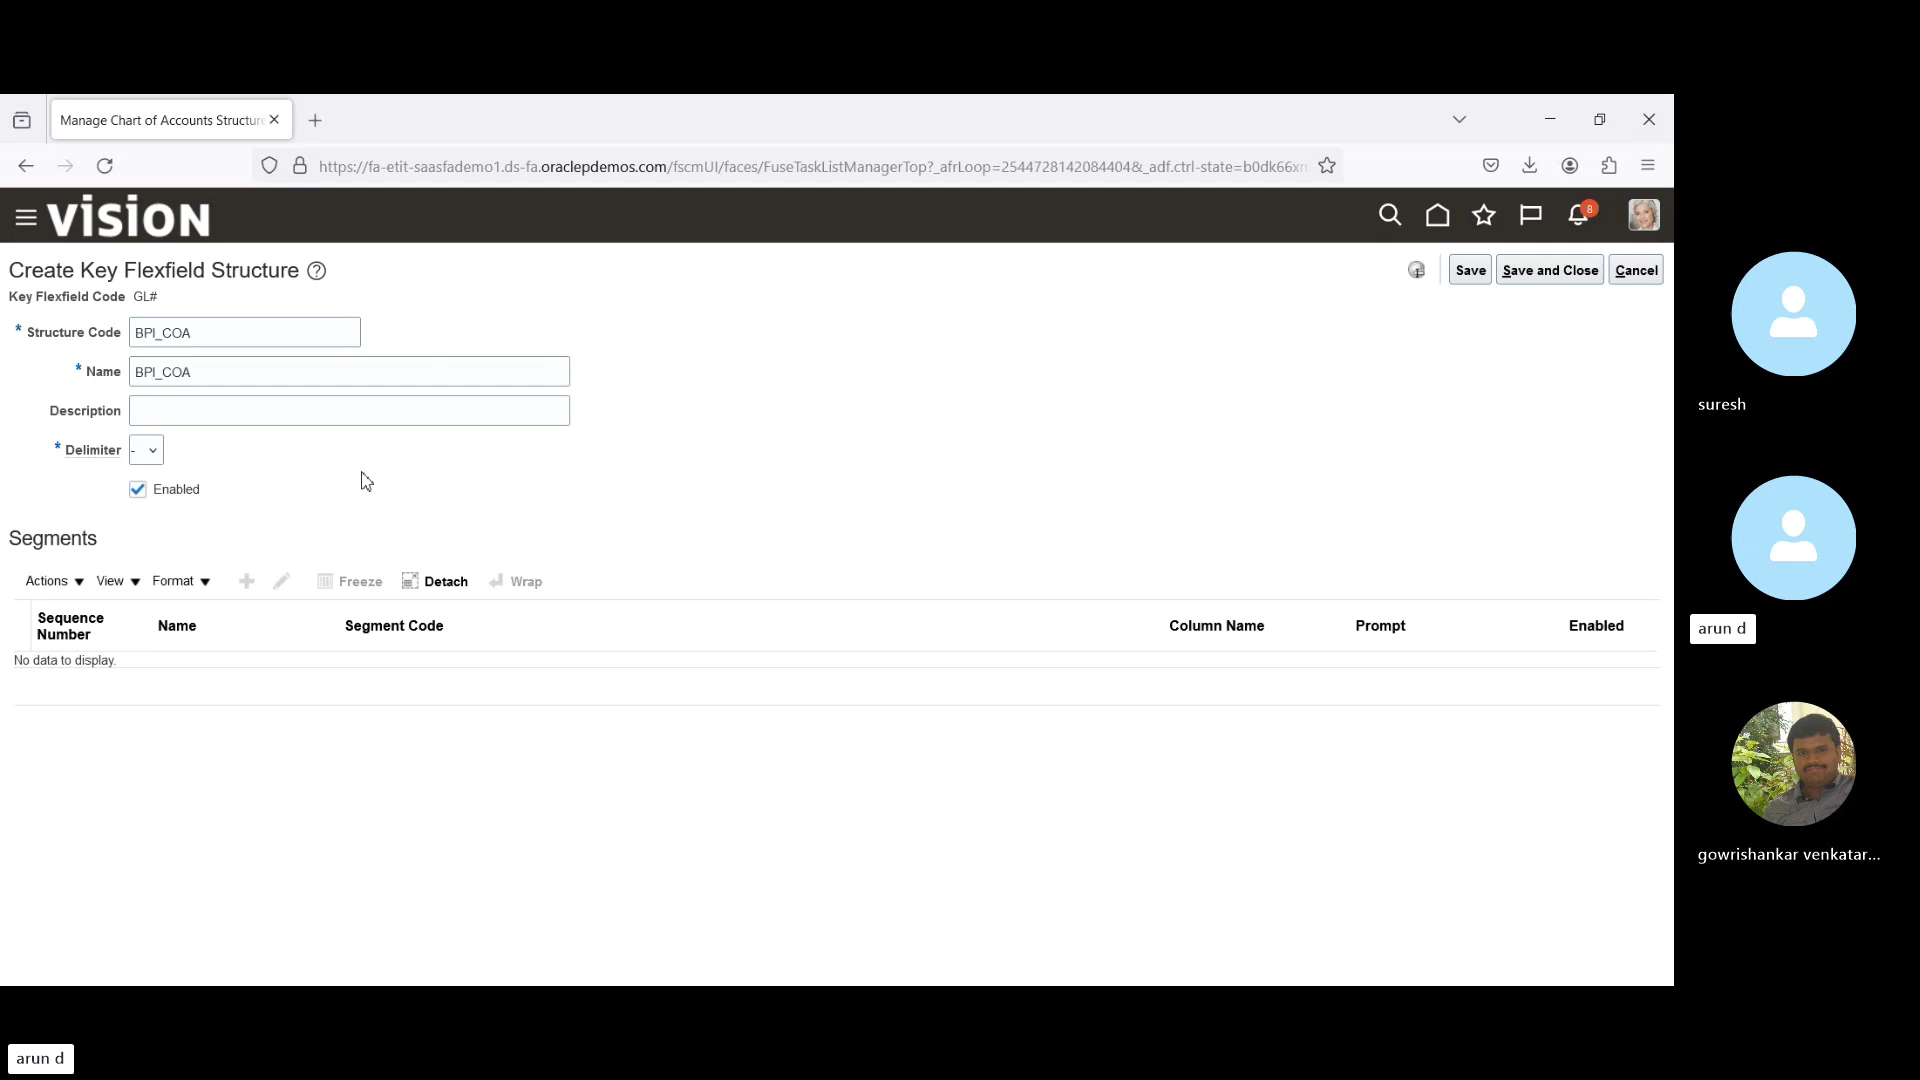 Manage Chart of Accounts Structure
https://fa-etit-saasfademo1.ds-fa.oraclepdemos.com/fscmUI/faces/FuseTaskListManagerTop?_afrLoop=2544728142084404&_adf.ctrl-state=b0dk66xn
VISION
8
Create Key Flexfield Structure ?
Save
Save and Close
Cancel
Key Flexfield Code GL#
* Structure Code BPI_COA
* Name BPI_COA
Description
* Delimiter -
Enabled
Segments
Actions View Format Freeze Detach Wrap
Sequence Number Name Segment Code Column Name Prompt Enabled
No data to display.
suresh
arun d
gowrishankar venkatar...
arun d